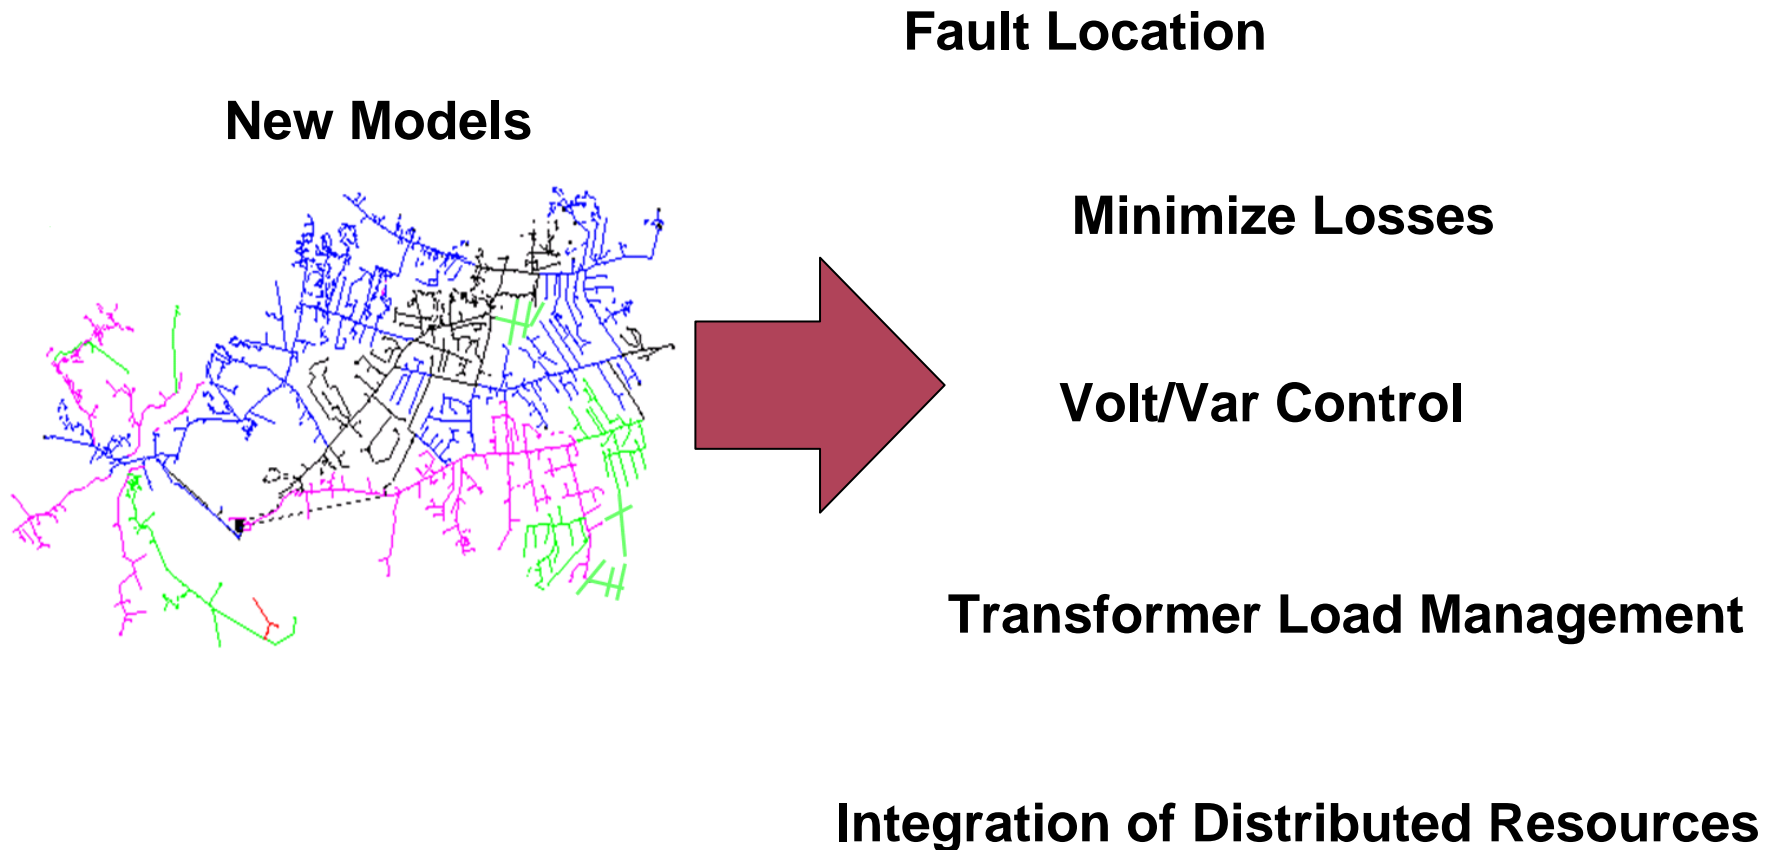 Fault Location
New Models
Minimize Losses
Volt/Var Control
Transformer Load Management
Integration of Distributed Resources